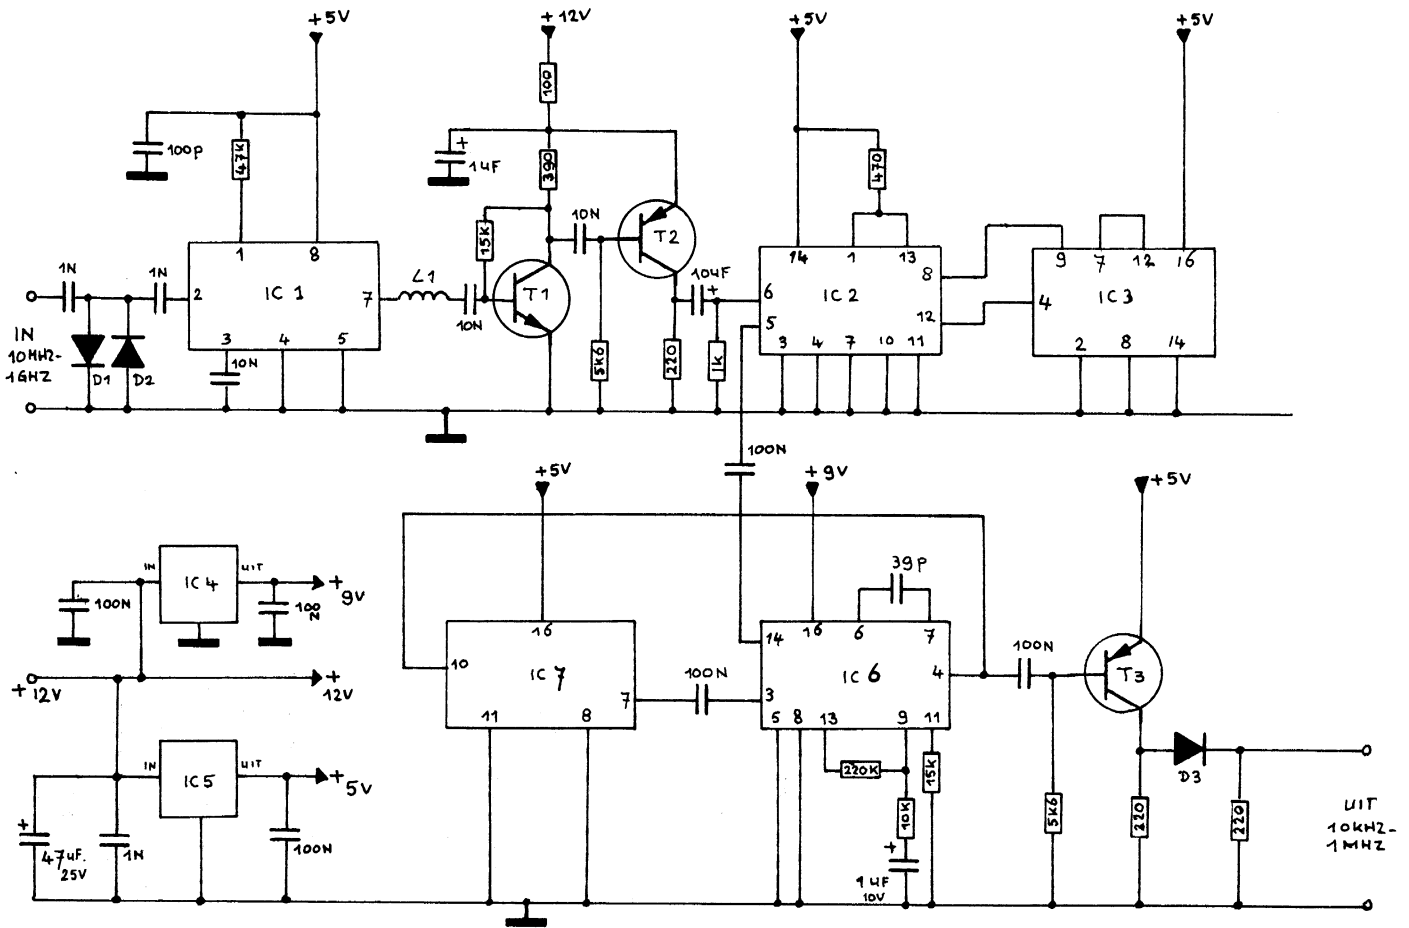 +5V
+12V
+5V
+5V
100
100p
47K
+
1uF
390
15K
10N
T2
470
1
8
14
1
13
9
7
12
16
1N
1N
2
IC 1
7
L1
10N
T1
10uF
+
6
5
IC 2
8
12
4
IC 3
IN
10MHZ-
1GHZ
D1
D2
3
4
5
10N
5K6
220
1k
3
4
7
10
11
2
8
14
100N
+5V
+9V
+5V
IN
IC 4
UIT
+
9V
100N
100
N
39P
16
14
16
6
7
10
IC 7
7
100N
3
IC 6
4
100N
T3
+12V
+
12V
11
8
5
8
13
9
11
IN
IC 5
UIT
+
5V
220K
15K
D3
+
47uF.
25V
1N
100N
10K
+
1uF
10V
5K6
220
220
UIT
10KHZ-
1MHZ